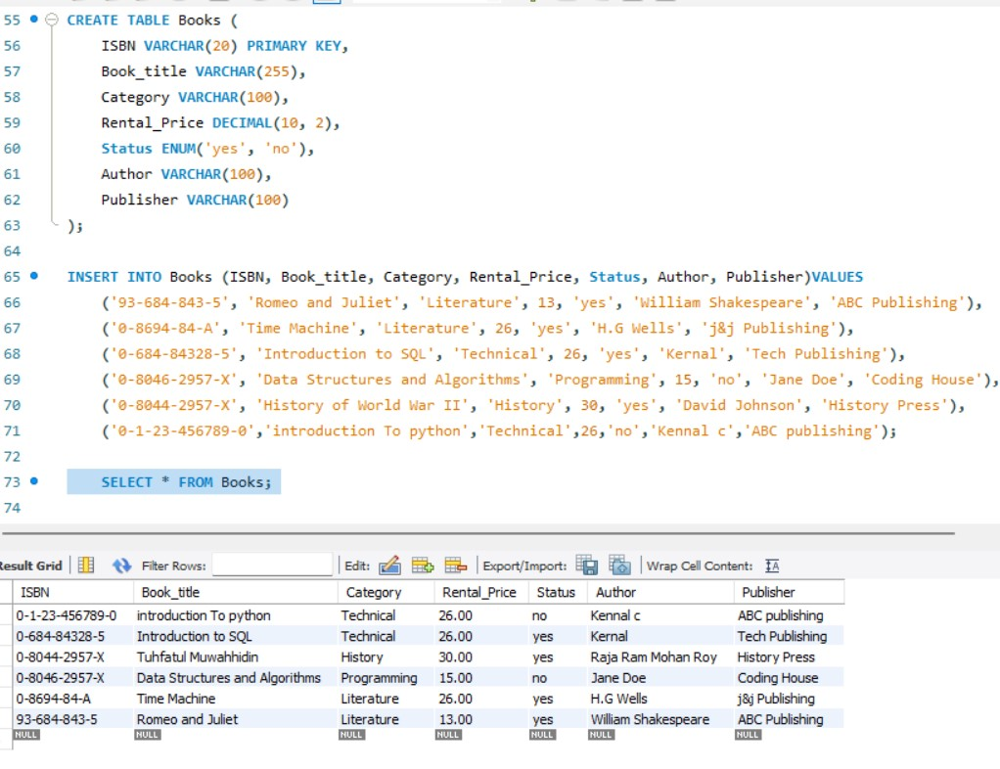 55 CREATE TABLE Books (
56 ISBN VARCHAR(20) PRIMARY KEY,
57 Book_title VARCHAR(255),
58 Category VARCHAR(100),
59 Rental_Price DECIMAL(10, 2),
60 Status ENUM('yes', 'no'),
61 Author VARCHAR(100),
62 Publisher VARCHAR(100)
63 );
64
65 INSERT INTO Books (ISBN, Book_title, Category, Rental_Price, Status, Author, Publisher)VALUES
66 ('93-684-843-5', 'Romeo and Juliet', 'Literature', 13, 'yes', 'William Shakespeare', 'ABC Publishing'),
67 ('0-8694-84-A', 'Time Machine', 'Literature', 26, 'yes', 'H.G Wells', 'j&j Publishing'),
68 ('0-684-84328-5', 'Introduction to SQL', 'Technical', 26, 'yes', 'Kernal', 'Tech Publishing'),
69 ('0-8046-2957-X', 'Data Structures and Algorithms', 'Programming', 15, 'no', 'Jane Doe', 'Coding House'),
70 ('0-8044-2957-X', 'History of World War II', 'History', 30, 'yes', 'David Johnson', 'History Press'),
71 ('0-1-23-456789-0','introduction To python','Technical',26,'no','Kennal c','ABC publishing');
72
73 SELECT * FROM Books;
74
Result Grid Filter Rows: Edit: Export/Import: Wrap Cell Content: IA
ISBN Book_title Category Rental_Price Status Author Publisher
0-1-23-456789-0 introduction To python Technical 26.00 no Kennal c ABC publishing
0-684-84328-5 Introduction to SQL Technical 26.00 yes Kernal Tech Publishing
0-8044-2957-X Tuhfatul Muwahhidin History 30.00 yes Raja Ram Mohan Roy History Press
0-8046-2957-X Data Structures and Algorithms Programming 15.00 no Jane Doe Coding House
0-8694-84-A Time Machine Literature 26.00 yes H.G Wells j&j Publishing
93-684-843-5 Romeo and Juliet Literature 13.00 yes William Shakespeare ABC Publishing
NULL NULL NULL NULL NULL NULL NULL